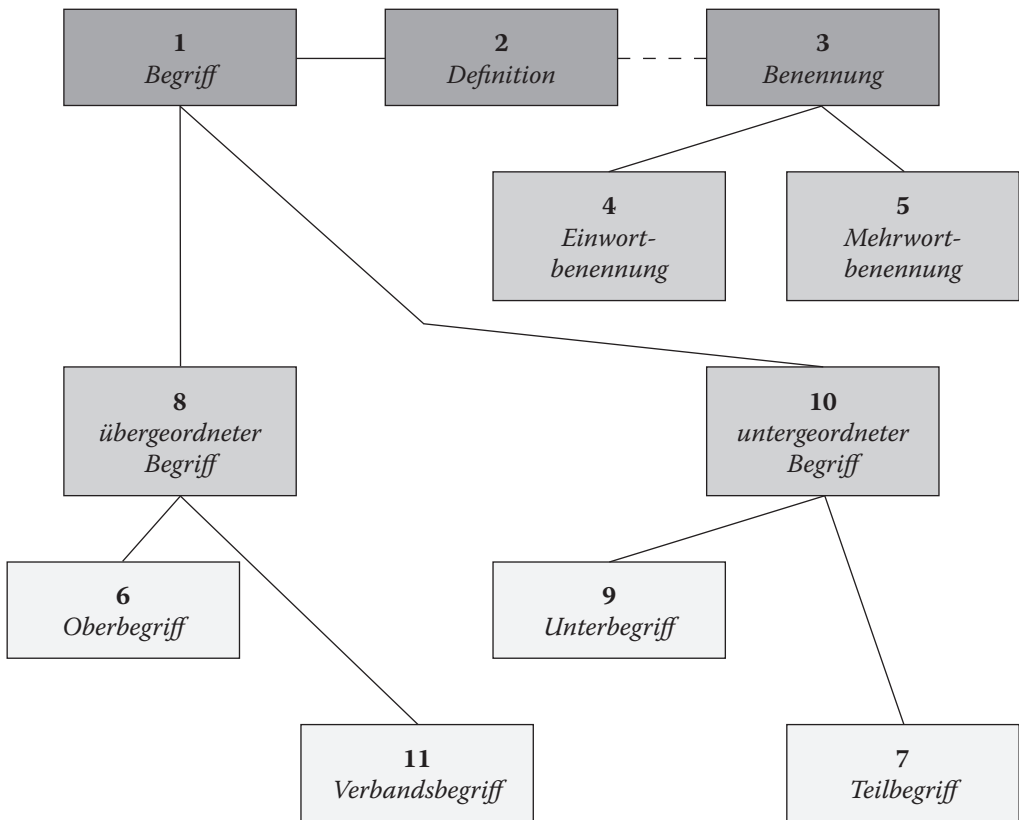 1
Begriff
2
Definition
3
Benennung
4
Einwort-
benennung
5
Mehrwort-
benennung
8
übergeordneter
Begriff
10
untergeordneter
Begriff
6
Oberbegriff
9
Unterbegriff
11
Verbandsbegriff
7
Teilbegriff